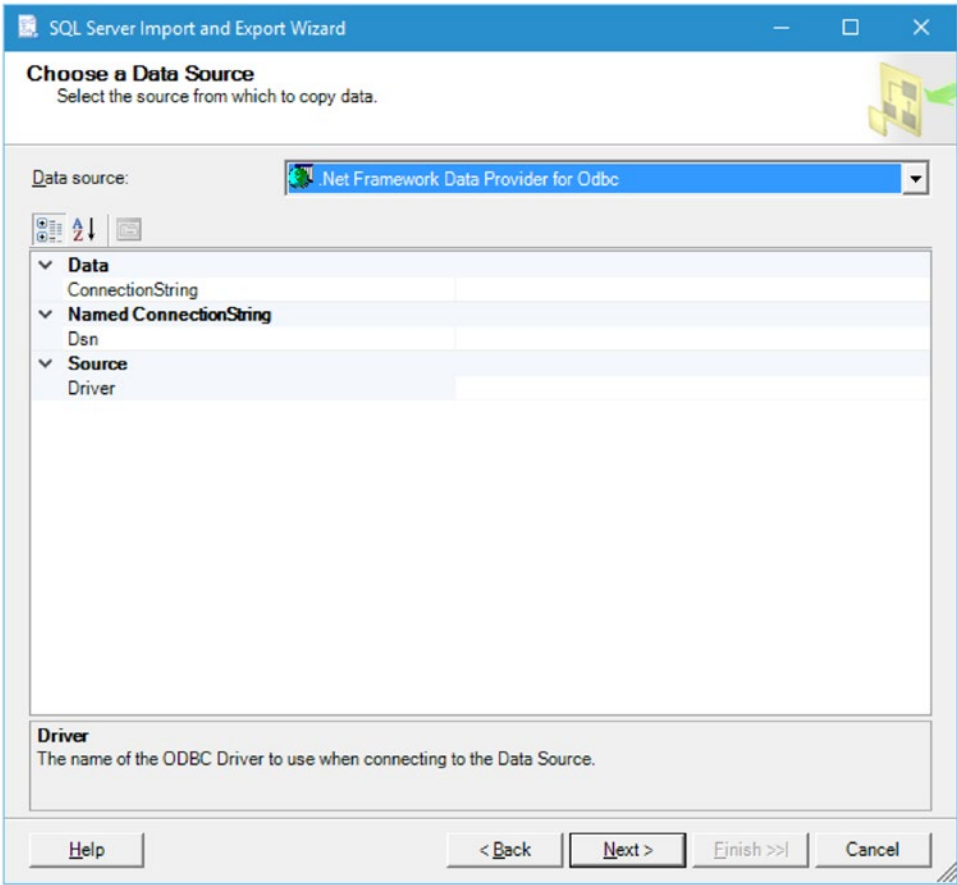 SQL Server Import and Export Wizard
Choose a Data Source
Select the source from which to copy data.
Data source:
.Net Framework Data Provider for Odbc
Data
ConnectionString
Named ConnectionString
Dsn
Source
Driver
Driver
The name of the ODBC Driver to use when connecting to the Data Source.
Help
< Back
Next >
Finish >>|
Cancel